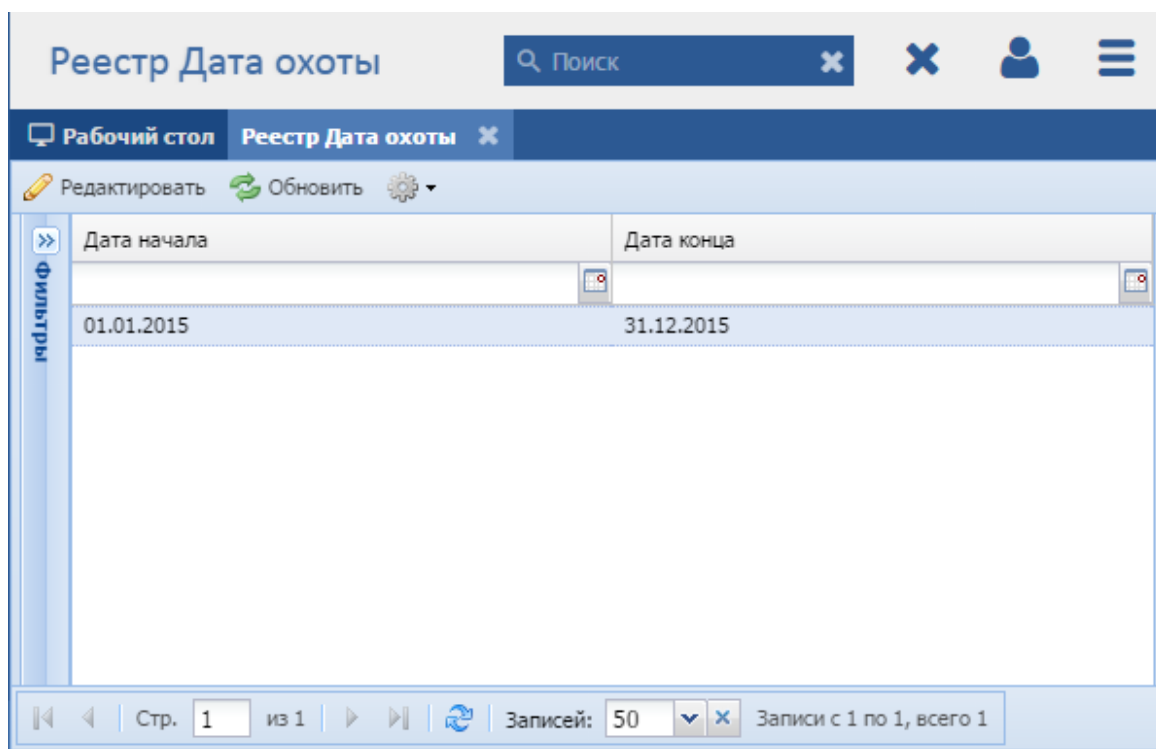 Реестр Дата охоты
Поиск
Рабочий стол Реестр Дата охоты
Редактировать Обновить
Фильтры
Дата начала Дата конца
01.01.2015 31.12.2015
Стр. 1 из 1 Записей: 50 Записи с 1 по 1, всего 1